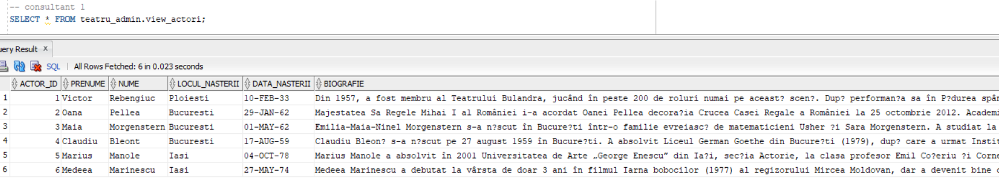 -- consultant 1
SELECT * FROM teatru_admin.view_actori;
uery Result x
SQL | All Rows Fetched: 6 in 0.023 seconds
ACTOR_ID PRENUME NUME LOCUL_NASTERII DATA_NASTERII BIOGRAFIE
1 1 Victor Rebengiuc Ploiesti 10-FEB-33 Din 1957, a fost membru al Teatrului Bulandra, jucând în peste 200 de roluri numai pe aceast? scen?. Dup? performan?a sa în P?durea spân
2 2 Oana Pellea Bucuresti 29-JAN-62 Majestatea Sa Regele Mihai I al României i-a acordat Oanei Pellea decora?ia Crucea Casei Regale a României la 25 octombrie 2012. Academi
3 3 Maia Morgenstern Bucuresti 01-MAY-62 Emilia-Maia-Ninel Morgenstern s-a n?scut în Bucure?ti într-o familie evreiasc? de matematicieni Usher ?i Sara Morgenstern. A studiat la
4 4 Claudiu Bleont Bucuresti 17-AUG-59 Claudiu Bleon? s-a n?scut pe 27 august 1959 în Bucure?ti. A absolvit Liceul German Goethe din Bucure?ti (1979), dup? care a urmat Instit
5 5 Marius Manole Iasi 04-OCT-78 Marius Manole a absolvit în 2001 Universitatea de Arte „George Enescu” din Ia?i, sec?ia Actorie, la clasa profesor Emil Co?eriu ?i Corne
6 6 Medeea Marinescu Iasi 27-MAY-74 Medeea Marinescu a debutat la vârsta de doar 3 ani în filmul Iarna bobocilor (1977) al regizorului Mircea Moldovan, dar a devenit bine